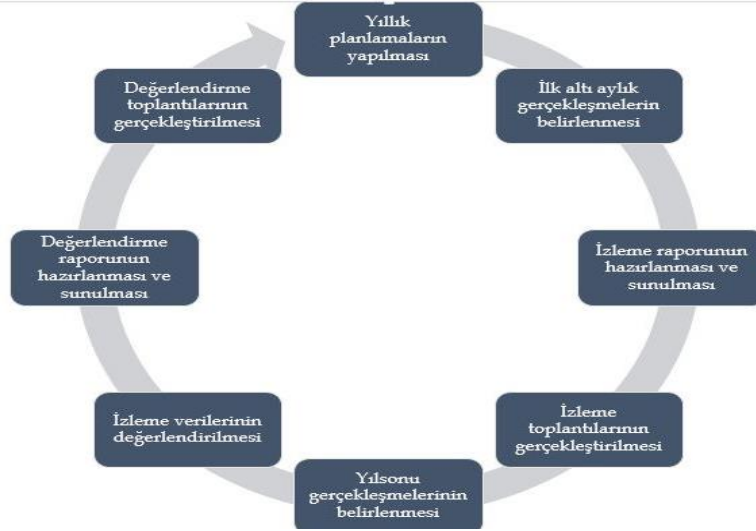 Yıllık
planlamaların
yapılması
İlk altı aylık
gerçekleşmelerin
belirlenmesi
İzleme raporunun
hazırlanması ve
sunulması
İzleme
toplantılarının
gerçekleştirilmesi
Yılsonu
gerçekleşmelerinin
belirlenmesi
İzleme verilerinin
değerlendirilmesi
Değerlendirme
raporunun
hazırlanması ve
sunulması
Değerlendirme
toplantılarının
gerçekleştirilmesi